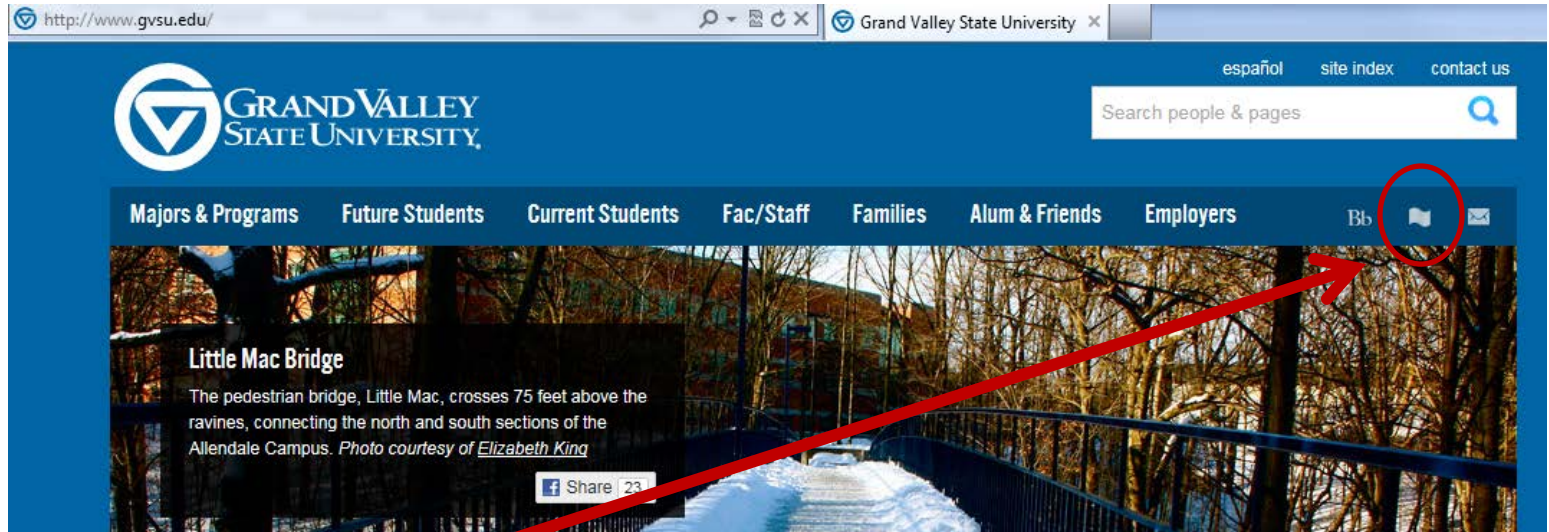 http://www.gvsu.edu/
Grand Valley State University
español site index contact us
GRAND VALLEY
STATE UNIVERSITY.
Search people & pages
Majors & Programs Future Students Current Students Fac/Staff Families Alum & Friends Employers Bb
Little Mac Bridge
The pedestrian bridge, Little Mac, crosses 75 feet above the
ravines, connecting the north and south sections of the
Allendale Campus. Photo courtesy of Elizabeth King
Share 23